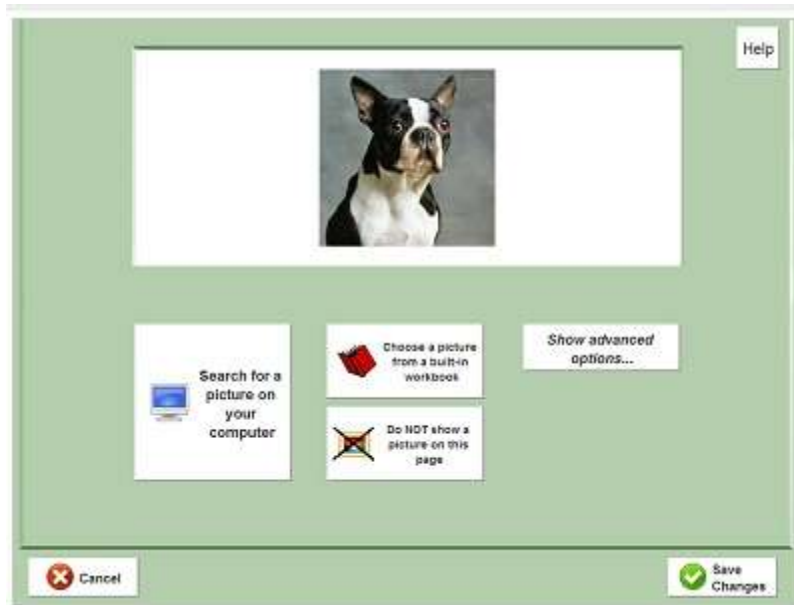 Help
Search for a
picture on
your
computer
Choose a picture
from a built-in
workbook
Show advanced
options...
Do NOT show a
picture on this
page
Cancel
Save
Changes